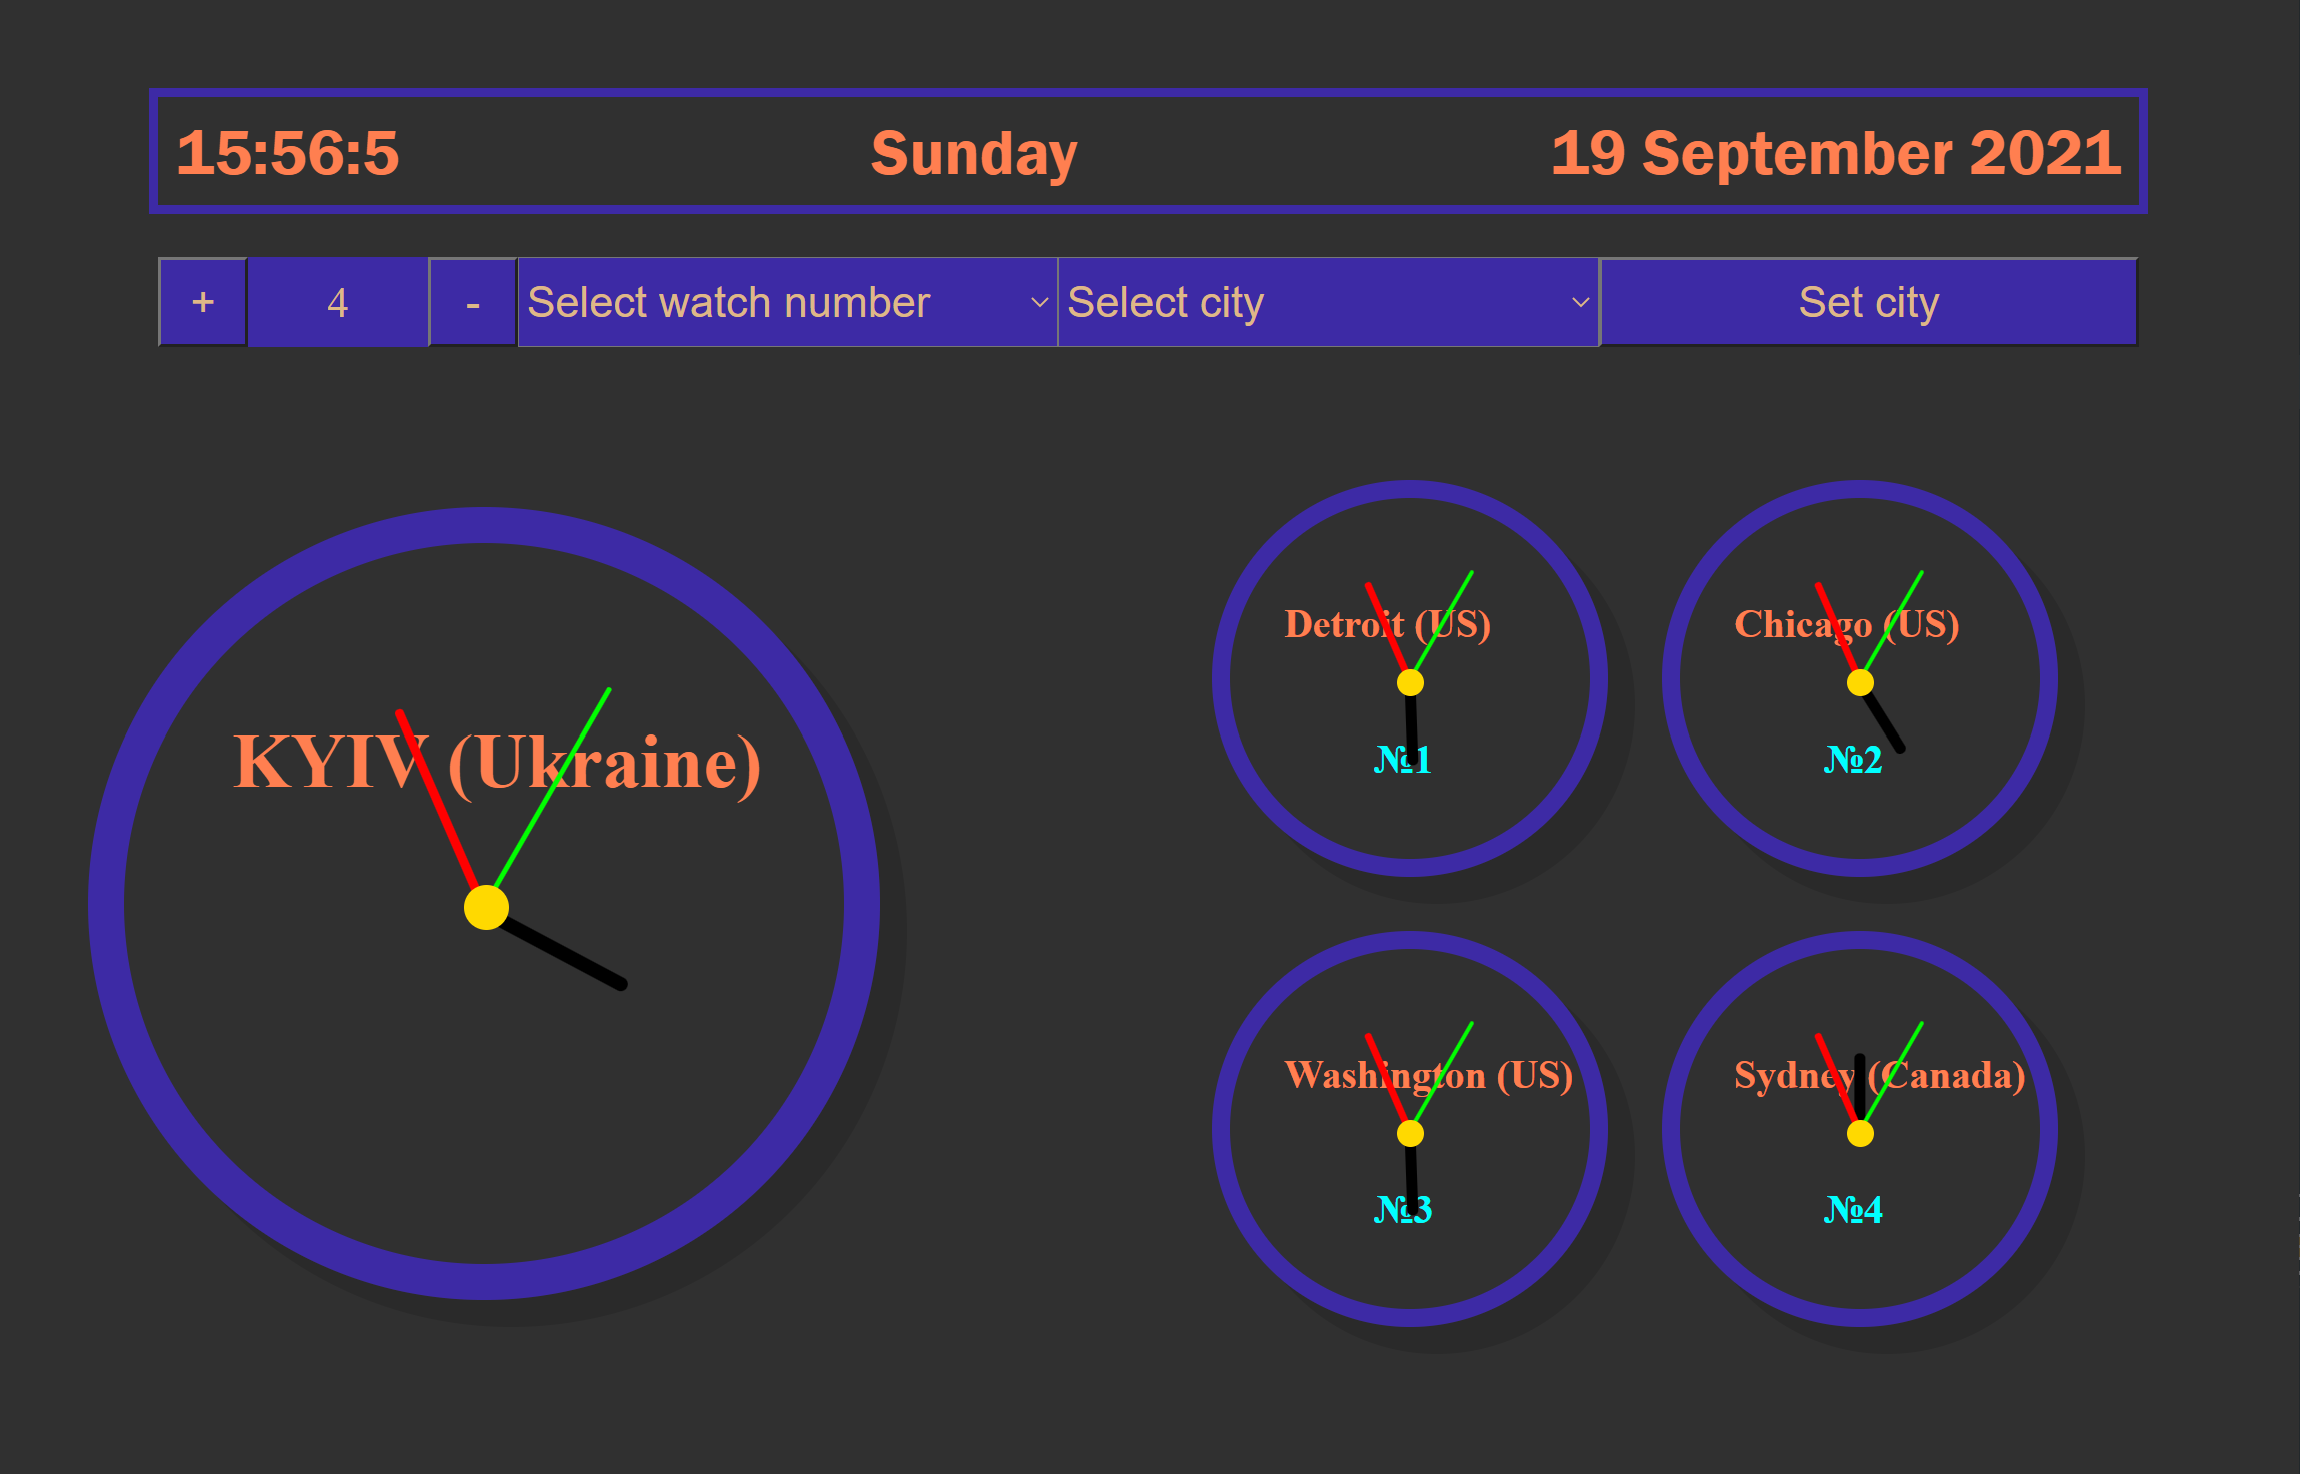 15:56:5 Sunday 19 September 2021
+ 4 - Select watch number Select city Set city
KYIV (Ukraine)
Detroit (US)
№1
Chicago (US)
№2
Washington (US)
№3
Sydney (Canada)
№4